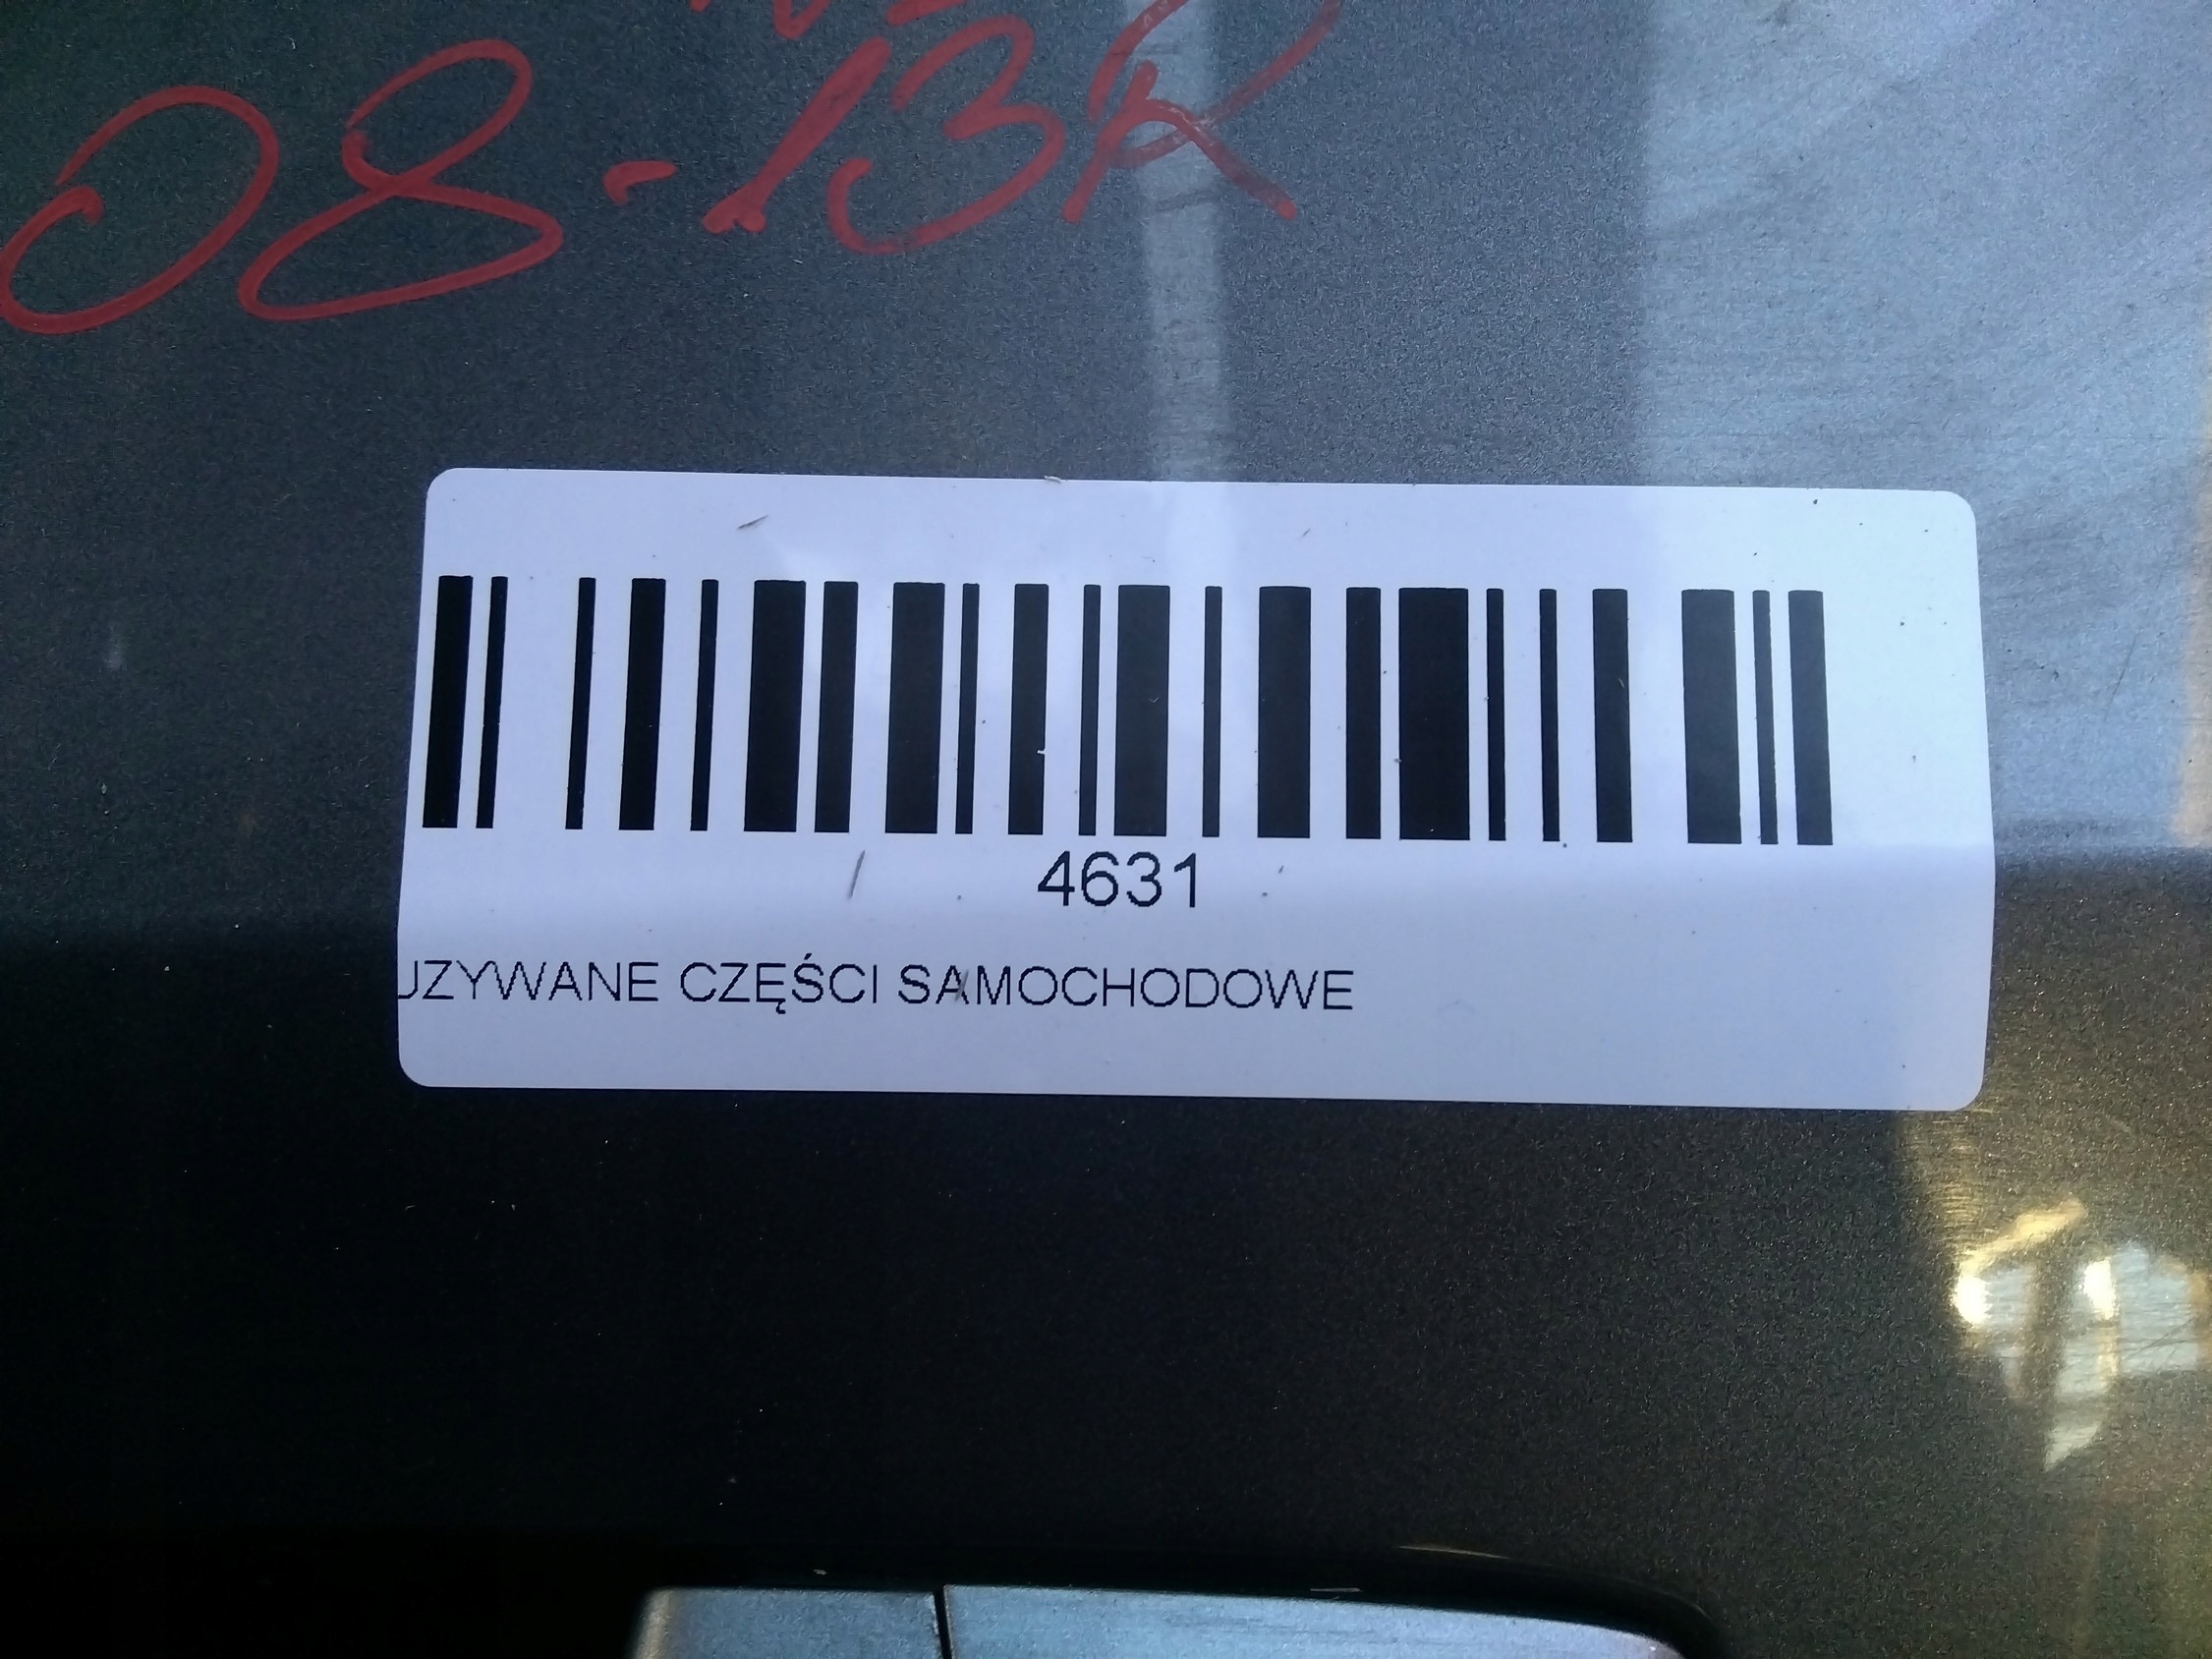 08-13R
4631
UZYWANE CZĘŚCI SAMOCHODOWE